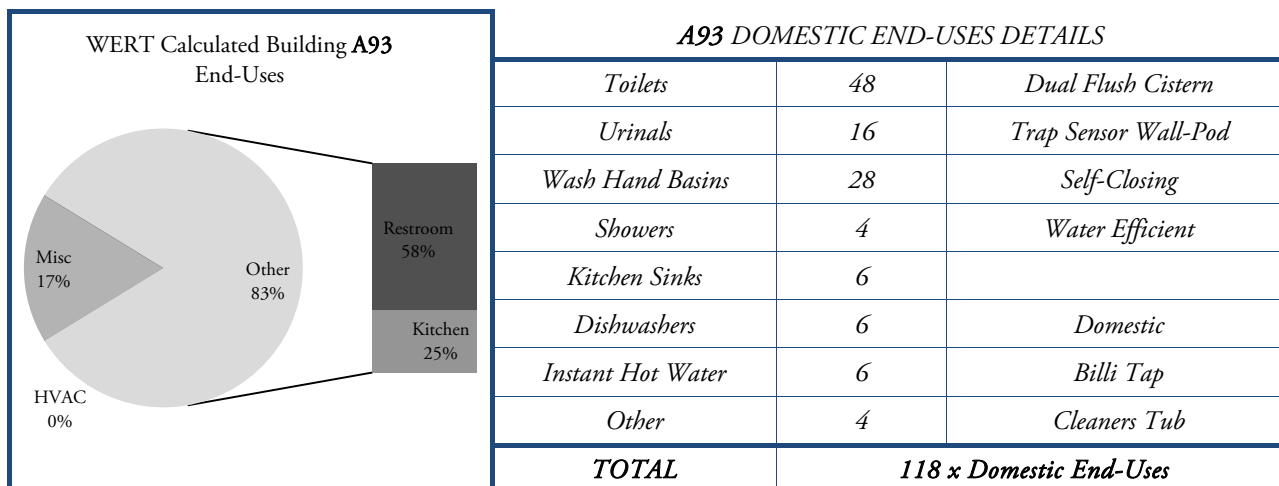 WERT Calculated Building A93
End-Uses
Misc
17%
Other
83%
HVAC
0%
Restroom
58%
Kitchen
25%
A93 DOMESTIC END-USES DETAILS
Toilets 48 Dual Flush Cistern
Urinals 16 Trap Sensor Wall-Pod
Wash Hand Basins 28 Self-Closing
Showers 4 Water Efficient
Kitchen Sinks 6
Dishwashers 6 Domestic
Instant Hot Water 6 Billi Tap
Other 4 Cleaners Tub
TOTAL 118 x Domestic End-Uses